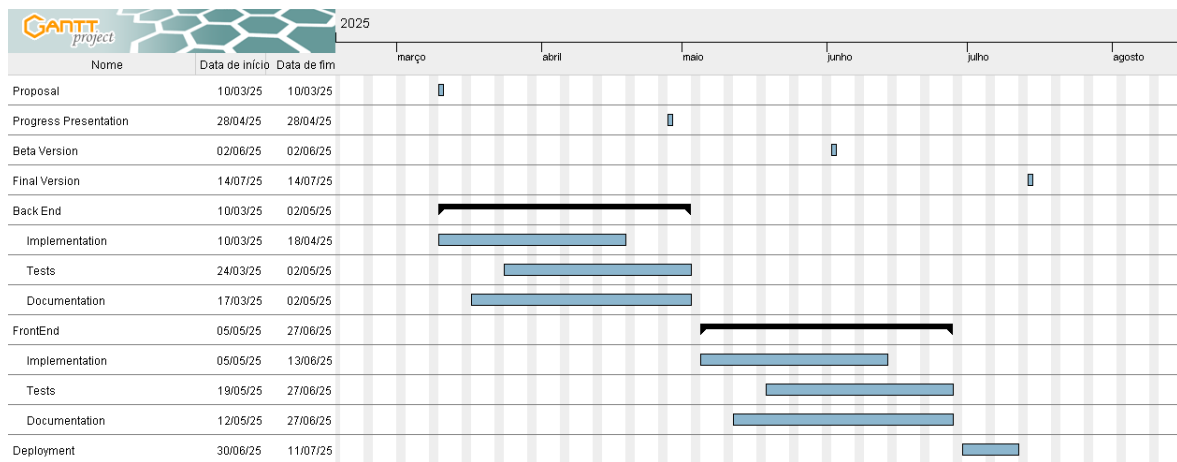 GANTT
project
2025
março abril maio junho julho agosto
Nome Data de início Data de fim
Proposal 10/03/25 10/03/25
Progress Presentation 28/04/25 28/04/25
Beta Version 02/06/25 02/06/25
Final Version 14/07/25 14/07/25
Back End 10/03/25 02/05/25
Implementation 10/03/25 18/04/25
Tests 24/03/25 02/05/25
Documentation 17/03/25 02/05/25
FrontEnd 05/05/25 27/06/25
Implementation 05/05/25 13/06/25
Tests 19/05/25 27/06/25
Documentation 12/05/25 27/06/25
Deployment 30/06/25 11/07/25